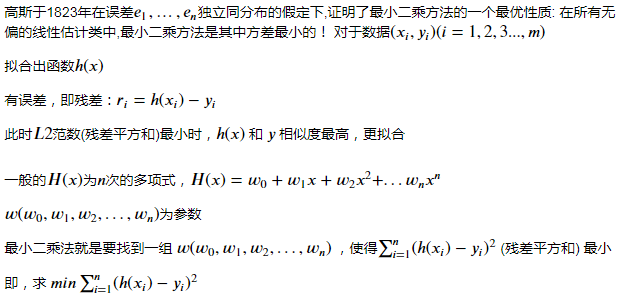 高斯于1823年在误差e₁, … , eₙ独立同分布的假定下,证明了最小二乘方法的一个最优性质: 在所有无
偏的线性估计类中,最小二乘方法是其中方差最小的！ 对于数据(xᵢ, yᵢ)(i = 1, 2, 3..., m)
拟合出函数h(x)
有误差，即残差：rᵢ = h(xᵢ) − yᵢ
此时L2范数(残差平方和)最小时，h(x) 和 y 相似度最高，更拟合
一般的H(x)为n次的多项式，H(x) = w₀ + w₁x + w₂x²+. . . wₙxⁿ
w(w₀, w₁, w₂, . . . , wₙ)为参数
最小二乘法就是要找到一组 w(w₀, w₁, w₂, . . . , wₙ) ，使得∑ⁿᵢ₌₁(h(xᵢ) − yᵢ)² (残差平方和) 最小
即，求 min ∑ⁿᵢ₌₁(h(xᵢ) − yᵢ)²